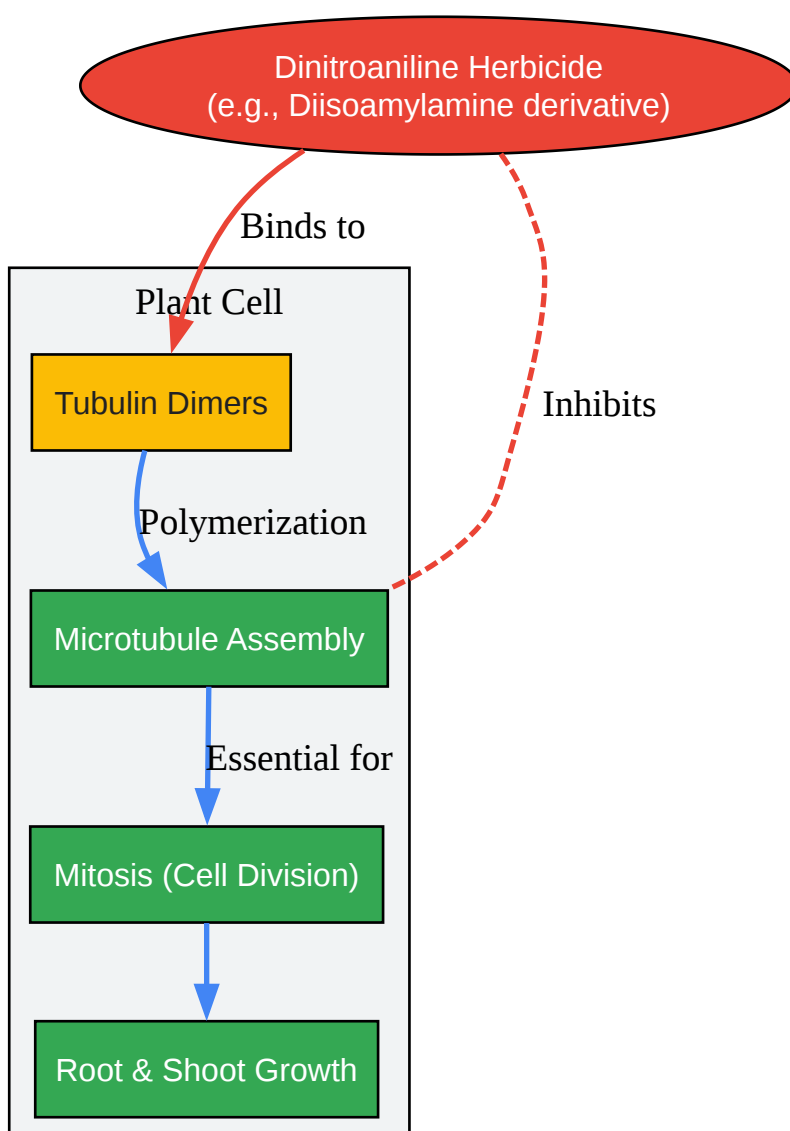 Dinitroaniline Herbicide
(e.g., Diisoamylamine derivative)
Binds to
Plant Cell
Tubulin Dimers
Inhibits
Polymerization
Microtubule Assembly
Essential for
Mitosis (Cell Division)
Root & Shoot Growth